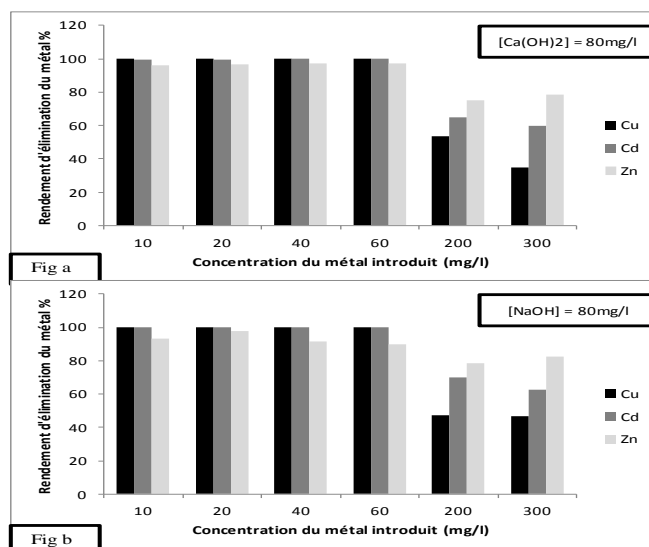 120
100
80
60
40
20
0
Rendement d'élimination du métal %
[Ca(OH)2] = 80mg/l
Cu
Cd
Zn
10 20 40 60 200 300
Concentration du métal introduit (mg/l)
Fig a
120
100
80
60
40
20
0
Rendement d'élimination du métal %
[NaOH] = 80mg/l
Cu
Cd
Zn
10 20 40 60 200 300
Concentration du métal introduit (mg/l)
Fig b